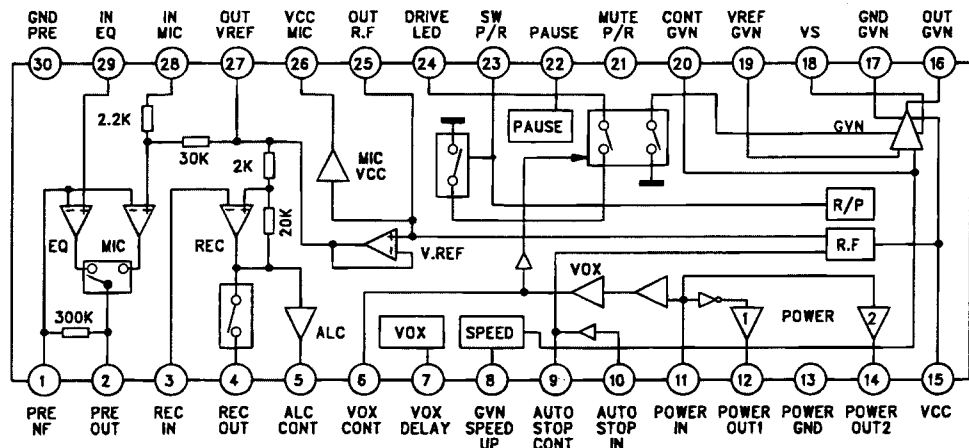 GND PRE
IN EQ
IN MIC
OUT VREF
VCC MIC
OUT R.F
DRIVE LED
SW P/R
PAUSE
MUTE P/R
CONT GVN
VREF GVN
VS
GND GVN
OUT GVN
30 29 28 27 26 25 24 23 22 21 20 19 18 17 16
2.2K
PAUSE
GVN
30K
2K
MIC VCC
20K
R/P
EQ
MIC
REC
V.REF
R.F
VOX
300K
ALC
VOX
SPEED
1
POWER
2
1 2 3 4 5 6 7 8 9 10 11 12 13 14 15
PRE NF
PRE OUT
REC IN
REC OUT
ALC CONT
VOX CONT
VOX DELAY
GVN SPEED UP
AUTO STOP CONT
AUTO STOP IN
POWER IN
POWER OUT1
POWER GND
POWER OUT2
VCC